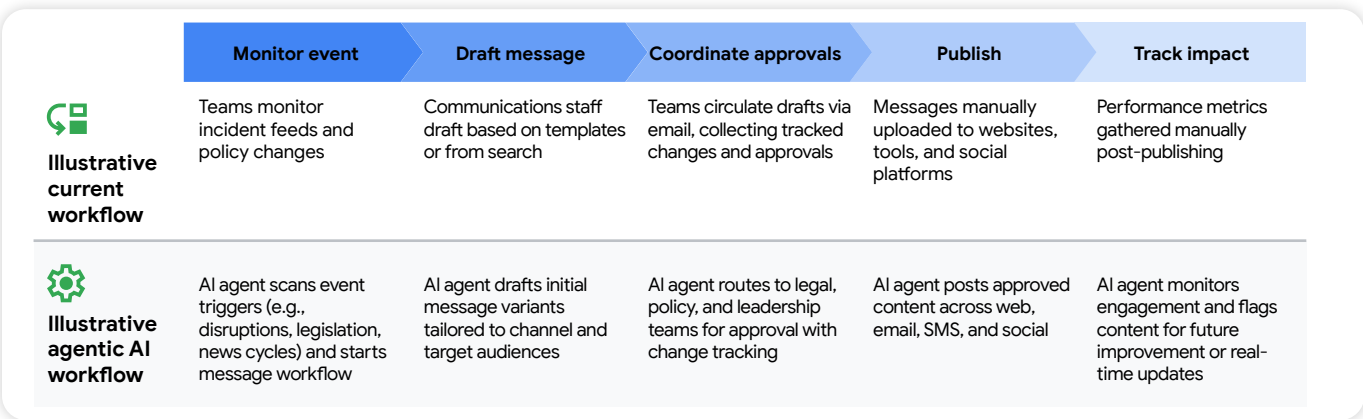 Monitor event
Draft message
Coordinate approvals
Publish
Track impact
Illustrative
current
workflow
Teams monitor
incident feeds and
policy changes
Communications staff
draft based on templates
or from search
Teams circulate drafts via
email, collecting tracked
changes and approvals
Messages manually
uploaded to websites,
tools, and social
platforms
Performance metrics
gathered manually
post-publishing
Illustrative
agentic AI
workflow
AI agent scans event
triggers (e.g.,
disruptions, legislation,
news cycles) and starts
message workflow
AI agent drafts initial
message variants
tailored to channel and
target audiences
AI agent routes to legal,
policy, and leadership
teams for approval with
change tracking
AI agent posts approved
content across web,
email, SMS, and social
AI agent monitors
engagement and flags
content for future
improvement or real-
time updates